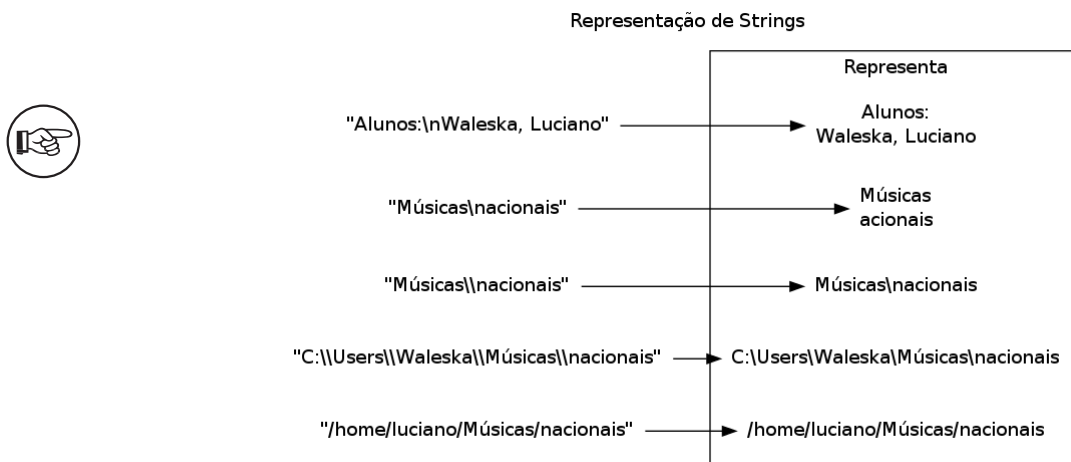 Representação de Strings
Representa
"Alunos:\nWaleska, Luciano"
Alunos:
Waleska, Luciano
"Músicas\nacionais"
Músicas
acionais
"Músicas\\nacionais"
Músicas\nacionais
"C:\\Users\\Waleska\\Músicas\\nacionais"
C:\Users\Waleska\Músicas\nacionais
"/home/luciano/Músicas/nacionais"
/home/luciano/Músicas/nacionais